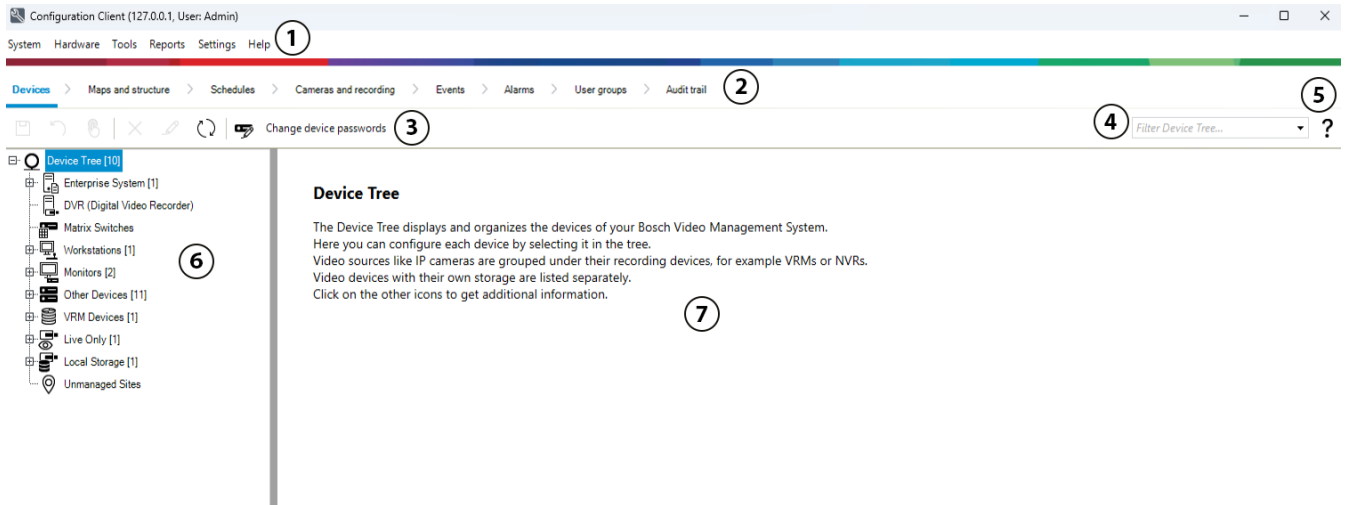 Configuration Client (127.0.0.1, User: Admin)
System Hardware Tools Reports Settings Help 1
Devices Maps and structure Schedules Cameras and recording Events Alarms User groups Audit trail 2
5
Change device passwords 3 4 Filter Device Tree... ?
Device Tree [10]
Enterprise System [1]
DVR (Digital Video Recorder)
Matrix Switches
Workstations [1]
6
Monitors [2]
Other Devices [11]
VRM Devices [1]
Live Only [1]
Local Storage [1]
Unmanaged Sites
Device Tree
The Device Tree displays and organizes the devices of your Bosch Video Management System.
Here you can configure each device by selecting it in the tree.
Video sources like IP cameras are grouped under their recording devices, for example VRMs or NVRs.
Video devices with their own storage are listed separately.
Click on the other icons to get additional information.
7